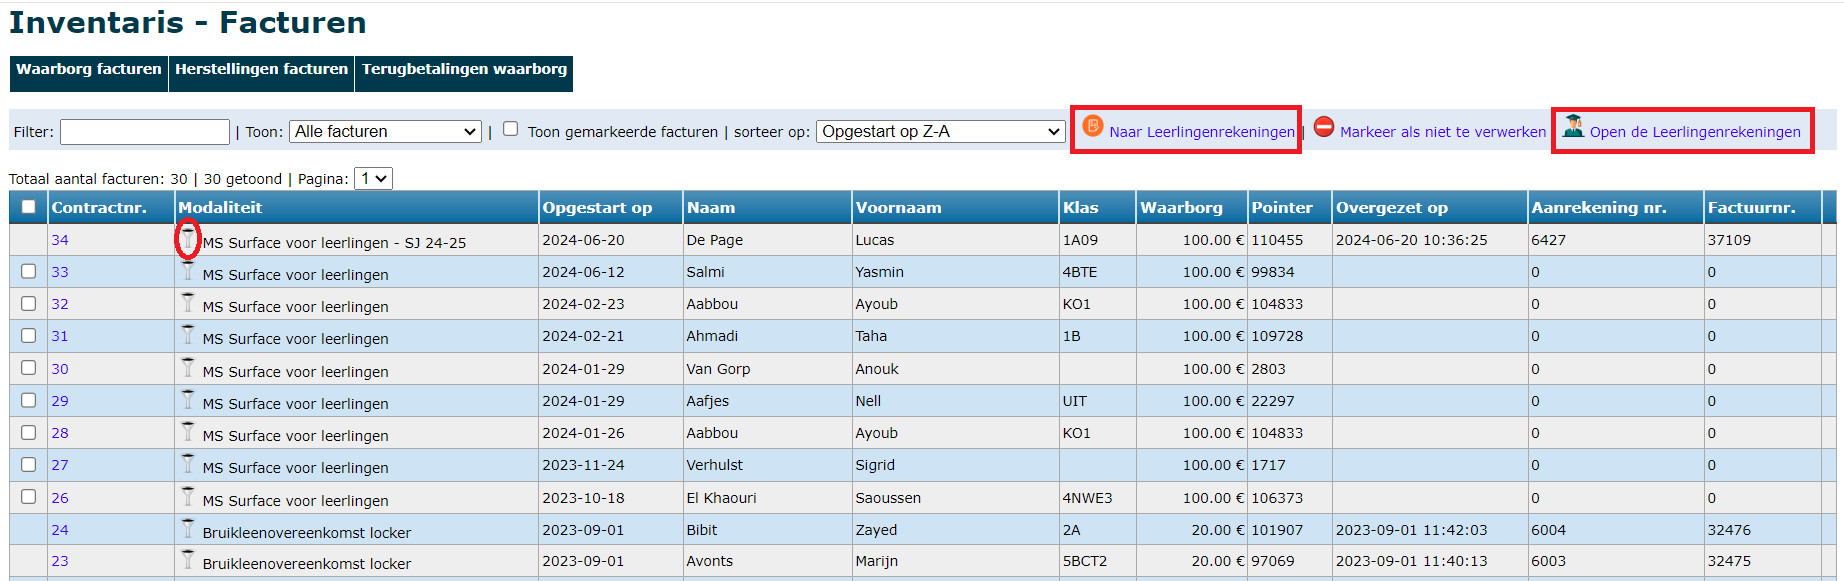 Inventaris - Facturen
Waarborg facturen Herstellingen facturen Terugbetalingen waarborg
Filter: | Toon: Alle facturen | Toon gemarkeerde facturen | sorteer op: Opgestart op Z-A Naar Leerlingenrekeningen | Markeer als niet te verwerken Open de Leerlingenrekeningen
Totaal aantal facturen: 30 | 30 getoond | Pagina: 1
Contractnr. Modaliteit Opgestart op Naam Voornaam Klas Waarborg Pointer Overgezet op Aanrekening nr. Factuurnr.
34 MS Surface voor leerlingen - SJ 24-25 2024-06-20 De Page Lucas 1A09 100.00 € 110455 2024-06-20 10:36:25 6427 37109
33 MS Surface voor leerlingen 2024-06-12 Salmi Yasmin 4BTE 100.00 € 99834 0 0
32 MS Surface voor leerlingen 2024-02-23 Aabbou Ayoub KO1 100.00 € 104833 0 0
31 MS Surface voor leerlingen 2024-02-21 Ahmadi Taha 1B 100.00 € 109728 0 0
30 MS Surface voor leerlingen 2024-01-29 Van Gorp Anouk 100.00 € 2803 0 0
29 MS Surface voor leerlingen 2024-01-29 Aafjes Nell UIT 100.00 € 22297 0 0
28 MS Surface voor leerlingen 2024-01-26 Aabbou Ayoub KO1 100.00 € 104833 0 0
27 MS Surface voor leerlingen 2023-11-24 Verhulst Sigrid 100.00 € 1717 0 0
26 MS Surface voor leerlingen 2023-10-18 El Khaouri Saoussen 4NWE3 100.00 € 106373 0 0
24 Bruikleenovereenkomst locker 2023-09-01 Bibit Zayed 2A 20.00 € 101907 2023-09-01 11:42:03 6004 32476
23 Bruikleenovereenkomst locker 2023-09-01 Avonts Marijn 5BCT2 20.00 € 97069 2023-09-01 11:40:13 6003 32475